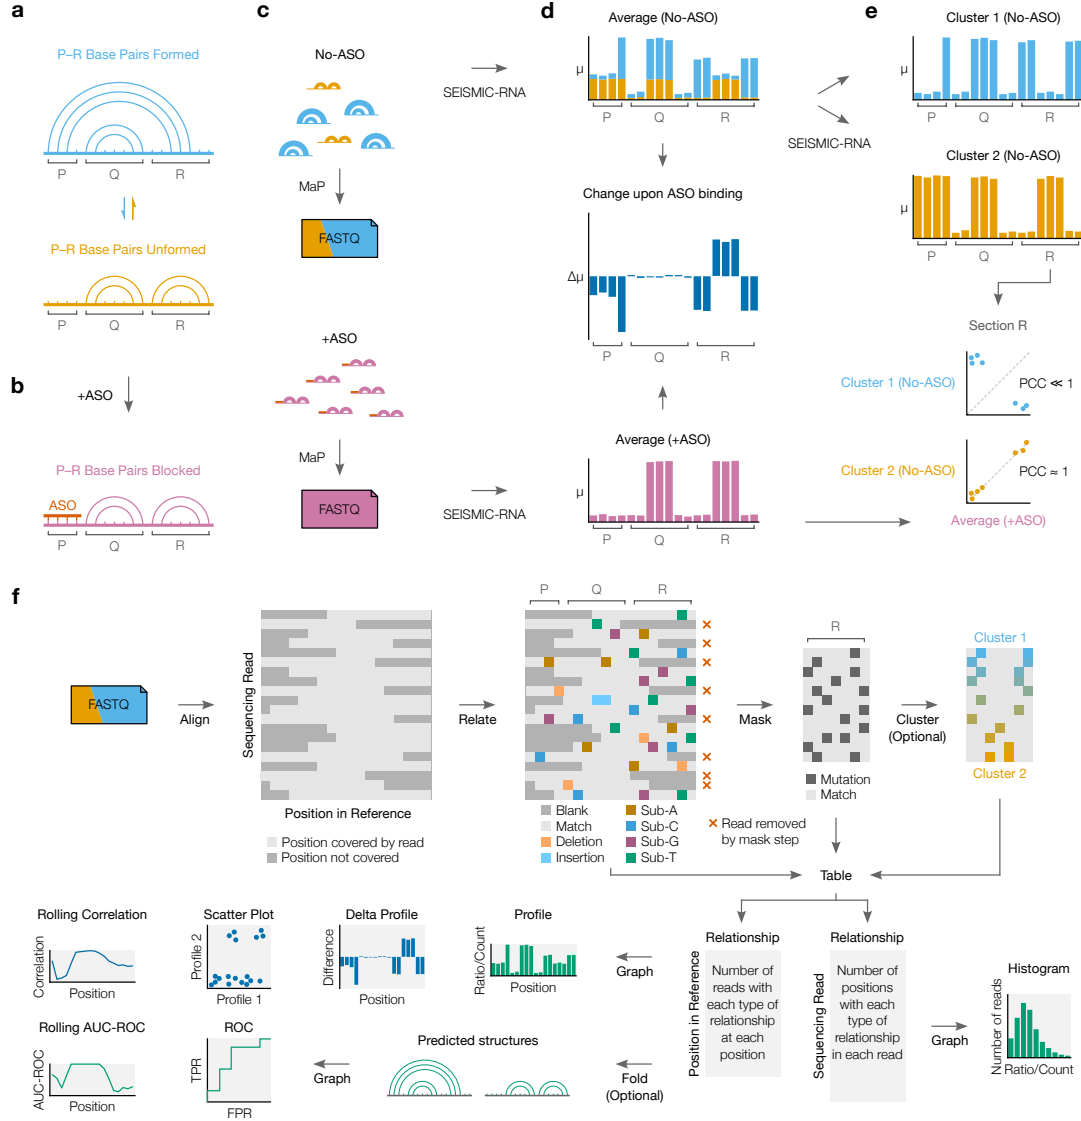 a
P–R Base Pairs Formed
P
Q
R
P–R Base Pairs Unformed
P
Q
R
b
+ASO
P–R Base Pairs Blocked
ASO
P
Q
R
c
No-ASO
MaP
FASTQ
SEISMIC-RNA
+ASO
MaP
FASTQ
SEISMIC-RNA
d
Average (No-ASO)
μ
P
Q
R
Change upon ASO binding
Δμ
P
Q
R
Average (+ASO)
μ
P
Q
R
SEISMIC-RNA
e
Cluster 1 (No-ASO)
μ
P
Q
R
Cluster 2 (No-ASO)
μ
P
Q
R
Section R
Cluster 1 (No-ASO)
PCC ≪ 1
Cluster 2 (No-ASO)
PCC ≈ 1
Average (+ASO)
f
FASTQ
Align
Sequencing Read
Position in Reference
Position covered by read
Position not covered
Relate
P
Q
R
Blank
Match
Deletion
Insertion
Sub-A
Sub-C
Sub-G
Sub-T
× Read removed
by mask step
Mask
R
Mutation
Match
Cluster
(Optional)
Cluster 1
Cluster 2
Table
Relationship
Position in Reference
Number of
reads with
each type of
relationship
at each
position
Relationship
Sequencing Read
Number of
positions
with each
type of
relationship
in each read
Graph
Histogram
Number of reads
Ratio/Count
Graph
Profile
Ratio/Count
Position
Delta Profile
Difference
Position
Scatter Plot
Profile 2
Profile 1
Rolling Correlation
Correlation
Position
Fold
(Optional)
Predicted structures
Graph
ROC
TPR
FPR
Rolling AUC-ROC
AUC-ROC
Position